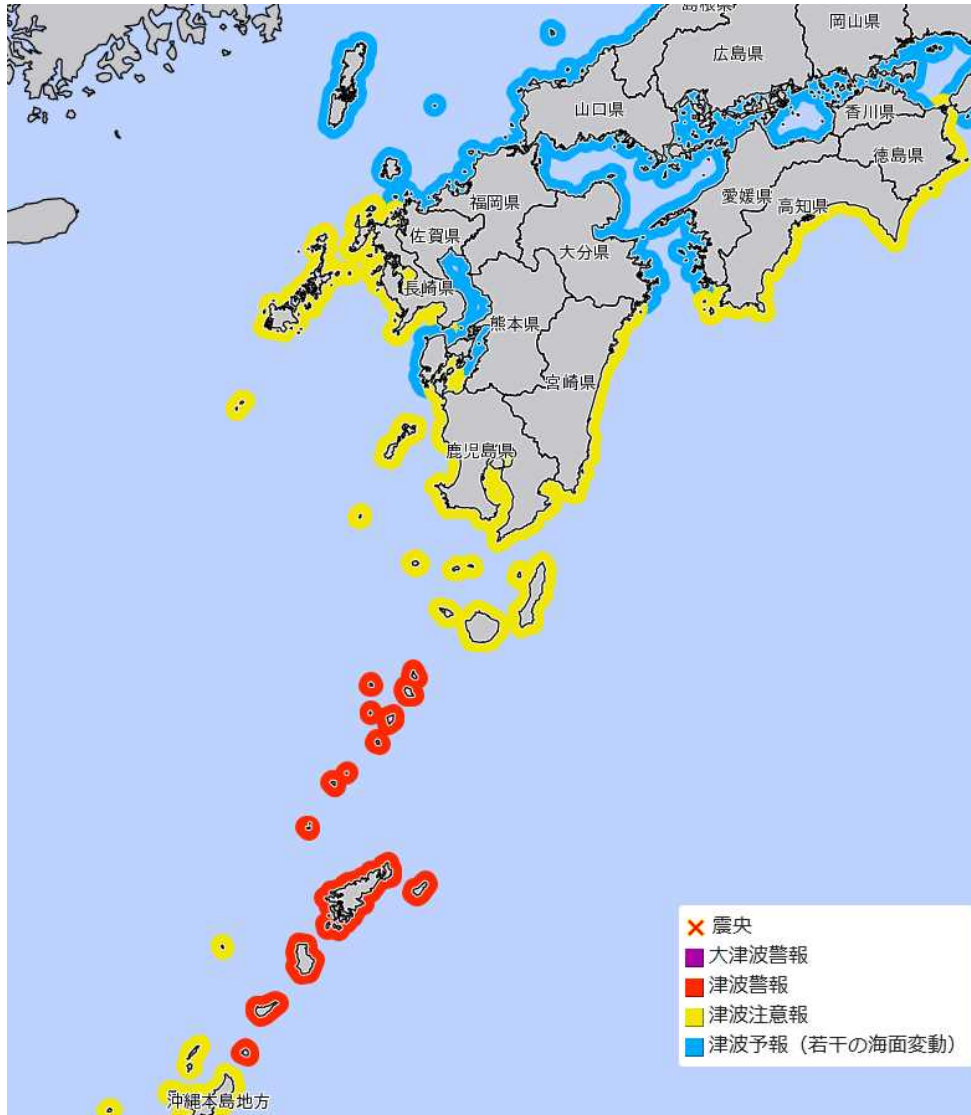 島根県
岡山県
広島県
山口県
香川県
徳島県
愛媛県
高知県
福岡県
佐賀県
大分県
長崎県
熊本県
宮崎県
鹿児島県
沖縄本島地方
震央
大津波警報
津波警報
津波注意報
津波予報（若干の海面変動）